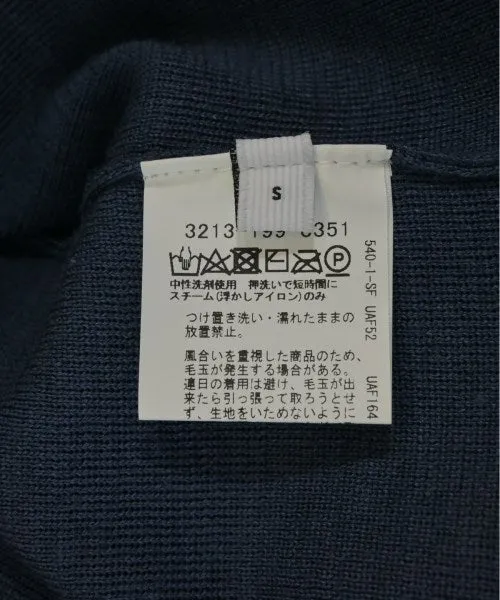 S
3213 199 0351
中性洗剤使用 押洗いで短時間に
スチーム(浮かしアイロン)のみ
つけ置き洗い・濡れたままの
放置禁止。
風合いを重視した商品のため、
毛玉が発生する場合がある。
連日の着用は避け、毛玉が出
来たら引っ張って取ろうとせ
ず、生地をいためないように
540-1-SF UAF52 UAF164